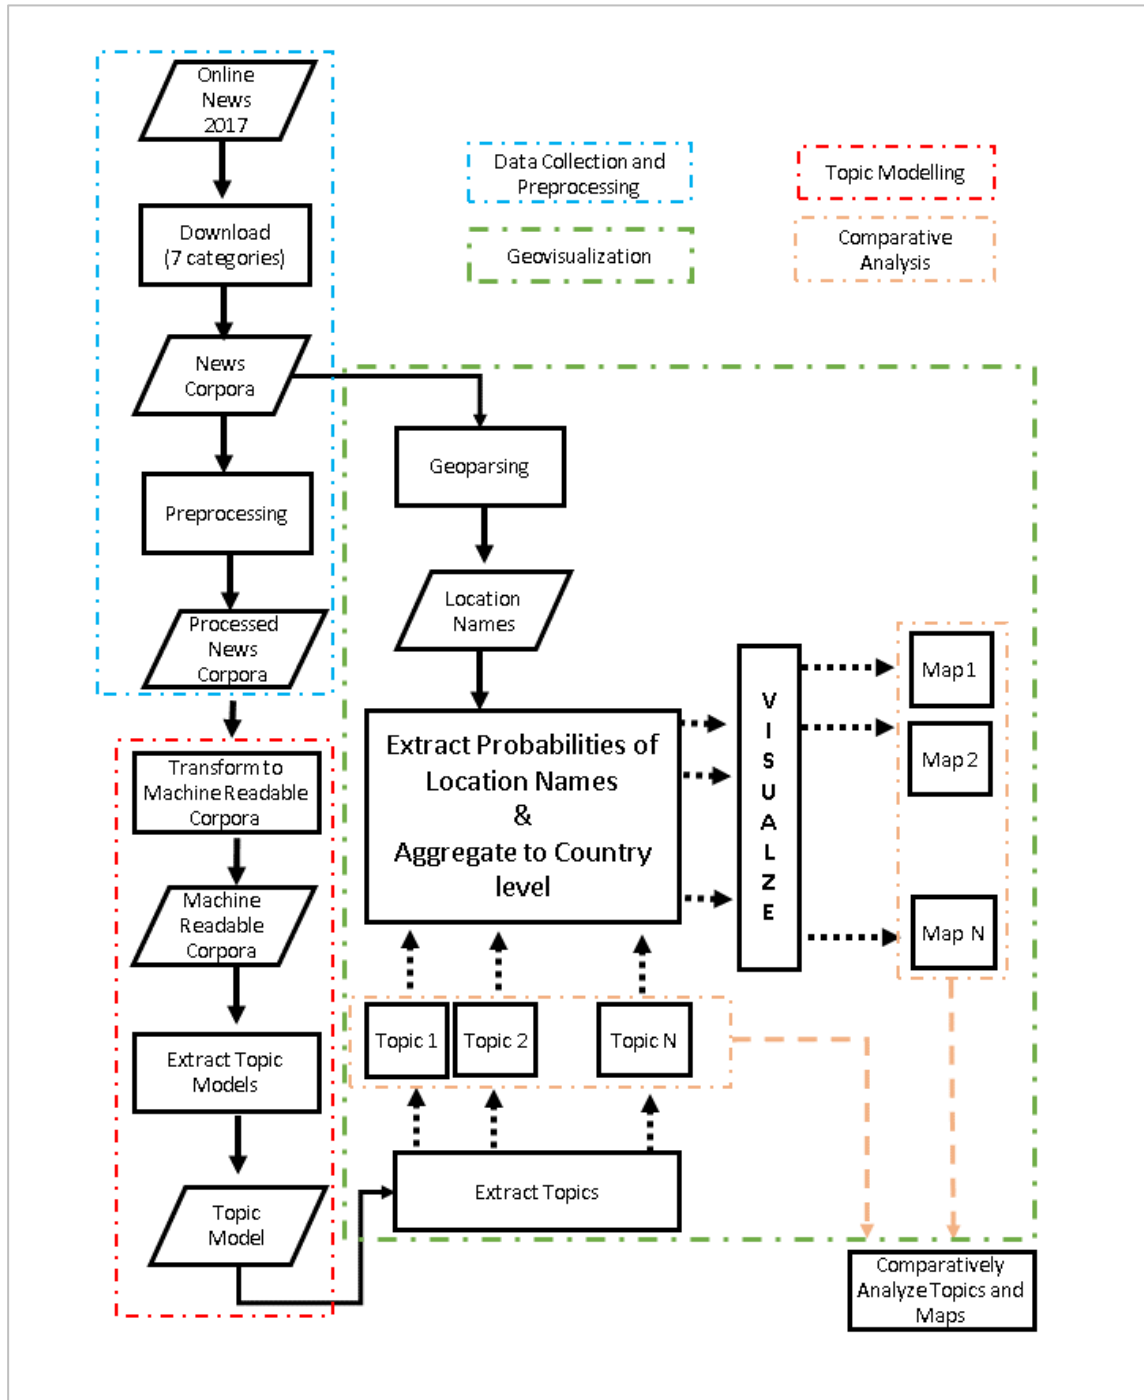 Online
News
2017
Download
(7 categories)
News
Corpora
Preprocessing
Processed
News
Corpora
Transform to
Machine Readable
Corpora
Machine
Readable
Corpora
Extract Topic
Models
Topic
Model
Data Collection and
Preprocessing
Topic Modelling
Geovisualization
Comparative
Analysis
Geoparsing
Location
Names
Extract Probabilities of
Location Names
&
Aggregate to Country
level
V
I
S
U
A
L
Z
E
Map 1
Map 2
Map N
Topic 1
Topic 2
Topic N
Extract Topics
Comparatively
Analyze Topics and
Maps